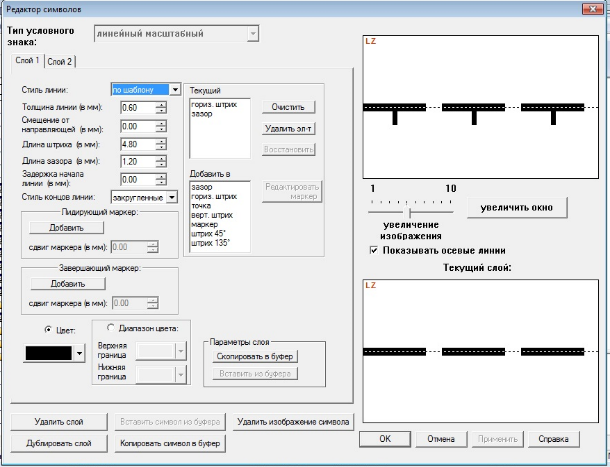 Редактор символов
Тип условного знака:
линейный масштабный
Слой 1
Слой 2
Стиль линии:
по шаблону
Толщина линии (в мм):
0.60
Смещение от направляющей (в мм):
0.00
Длина штриха (в мм):
4.80
Длина зазора (в мм):
1.20
Задержка начала линии (в мм):
0.00
Стиль концов линии:
закругленные
Лидирующий маркер:
Добавить
сдвиг маркера (в мм):
0.00
Завершающий маркер:
Добавить
сдвиг маркера (в мм):
0.00
Цвет:
Диапазон цвета:
Верхняя граница
Нижняя граница
Текущий
гориз. штрих
зазор
Очистить
Удалить эл-т
Восстановить
Добавить в
зазор
гориз. штрих
точка
верт. штрих
маркер
штрих 45°
штрих 135°
Редактировать маркер
Параметры слоя
Скопировать в буфер
Вставить из буфера
Удалить слой
Вставить символ из буфера
Удалить изображение символа
Дублировать слой
Копировать символ в буфер
LZ
1
10
увеличение изображения
увеличить окно
Показывать осевые линии
Текущий слой:
LZ
OK
Отмена
Применить
Справка